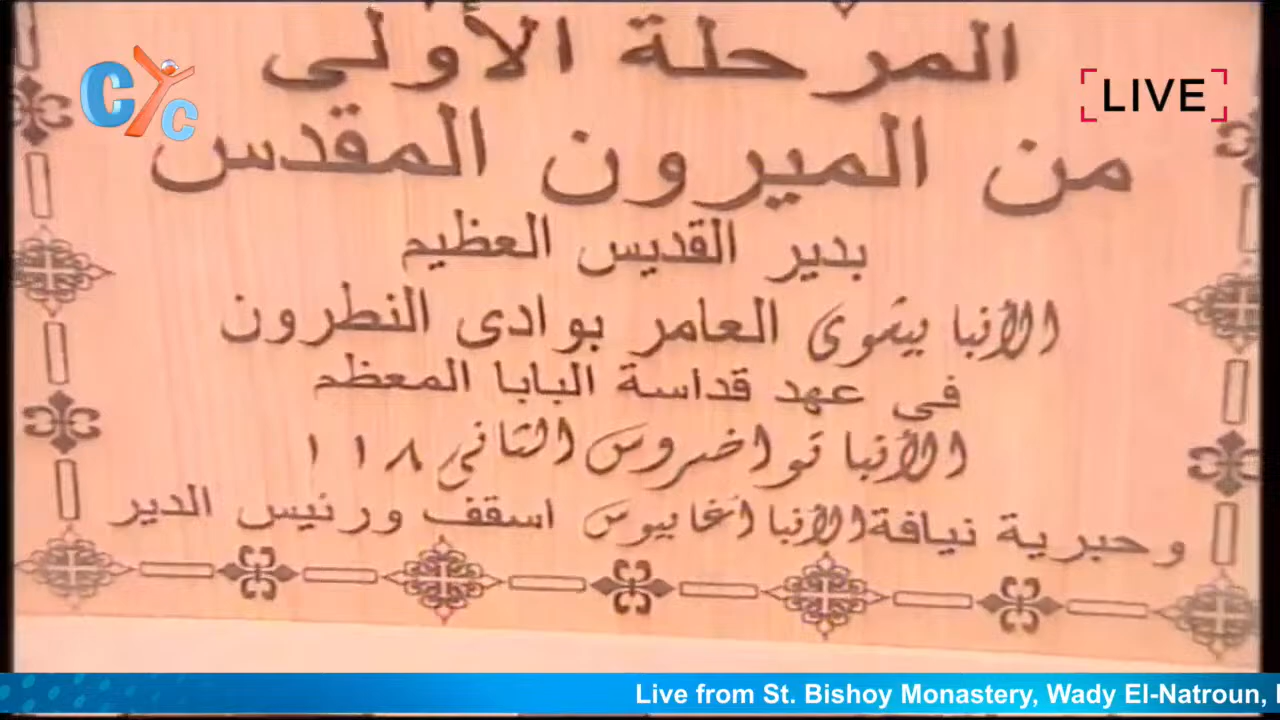 المرحلة الأولى
CYC
LIVE
من الميرون المقدس
بدير القديس العظيم
الأنبا بيشوى العامر بوادى النطرون
فى عهد قداسة البابا المعظم
الأنبا تواضروس الثانى ١١٨
وحبرية نيافة الأنبا أغابيوس اسقف ورئيس الدير
Live from St. Bishoy Monastery, Wady El-Natroun,